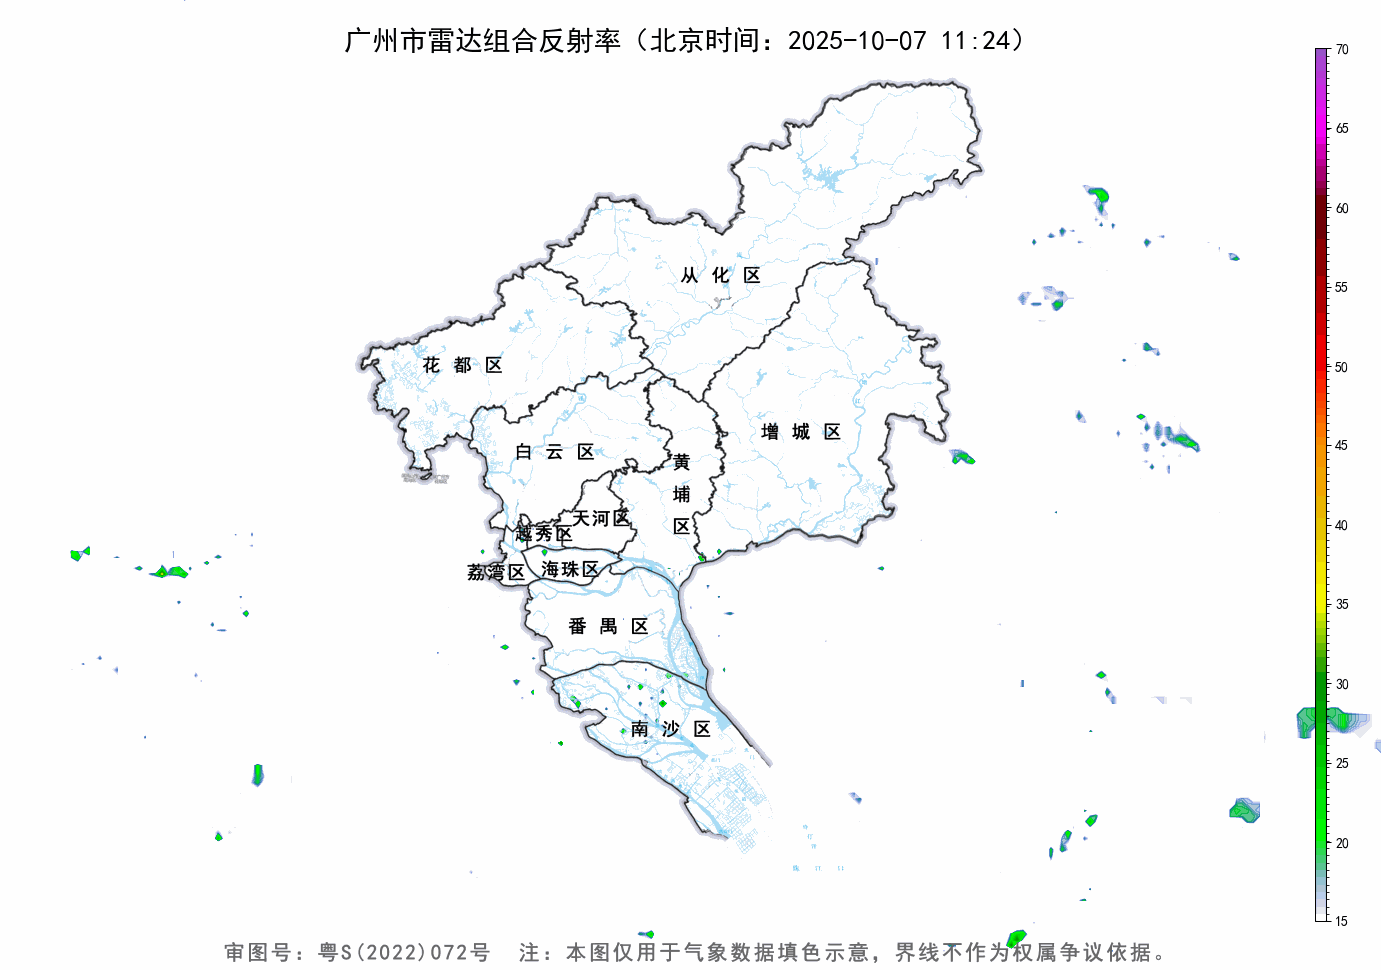 广州市雷达组合反射率（北京时间：2025-10-07 11:24）
70
65
60
55
50
45
40
35
30
25
20
15
从化区
花都区
增城区
白云区
黄埔区
天河区
越秀区
海珠区
荔湾区
番禺区
南沙区
审图号：粤S(2022)072号 注：本图仅用于气象数据填色示意，界线不作为权属争议依据。